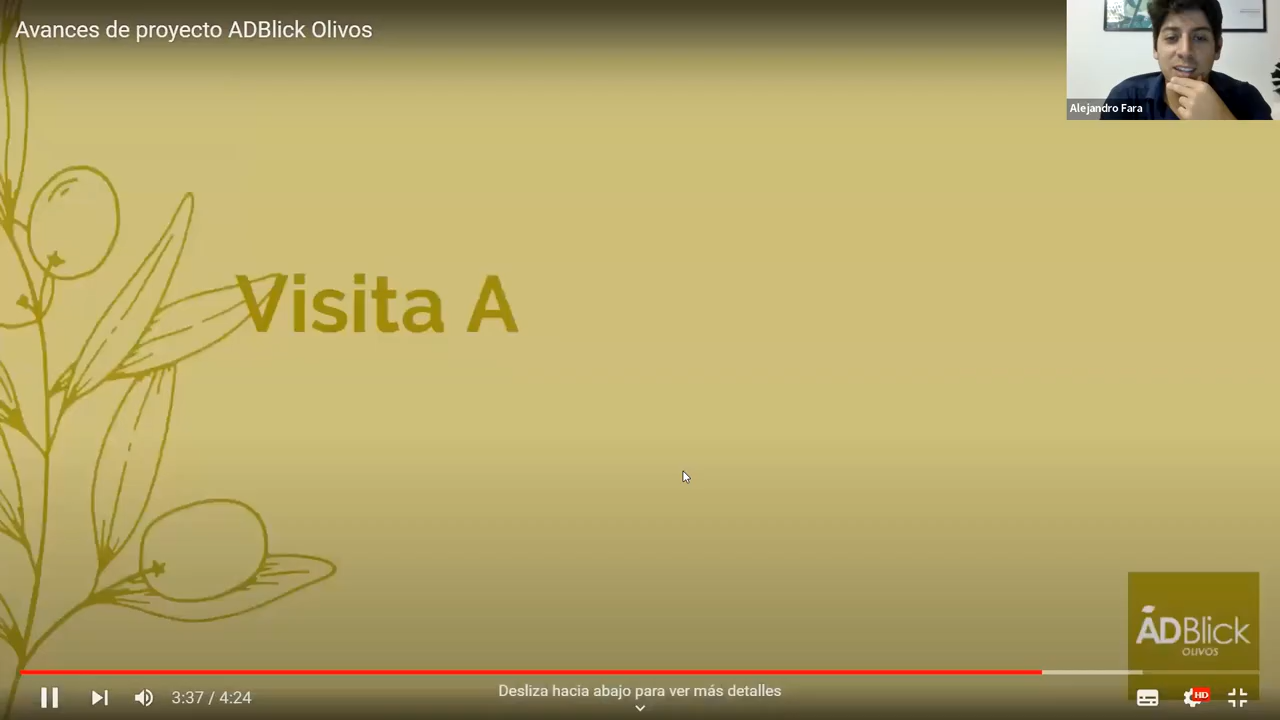 Avances de proyecto ADBlick Olivos
Alejandro Fara
Visita A
ADBlick
OLIVOS
3:37 / 4:24
Desliza hacia abajo para ver más detalles
HD